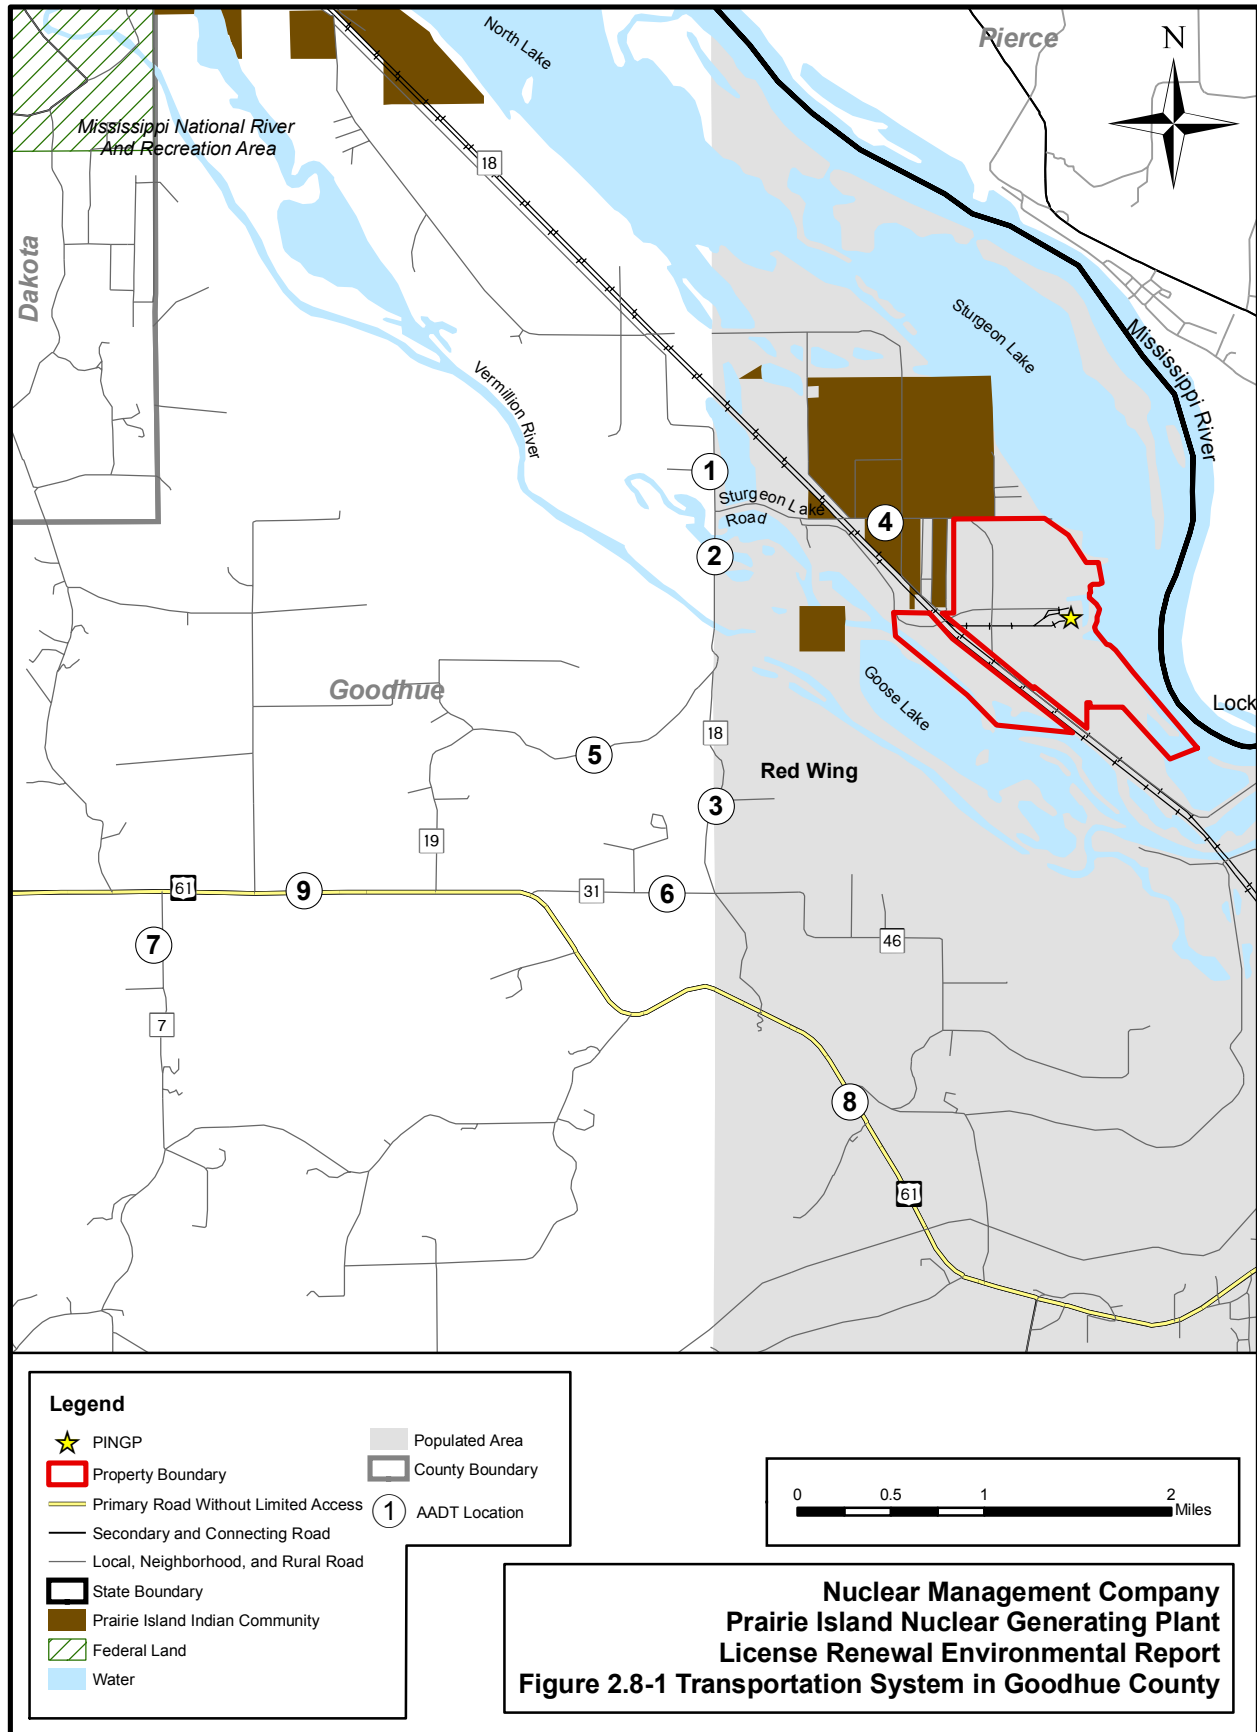 North Lake
Pierce
N
Mississippi National River
And Recreation Area
18
Dakota
Sturgeon Lake
Mississippi River
Vermillion River
1
Sturgeon Lake
Road
4
2
Goodhue
Goose Lake
Lock
18
5
Red Wing
3
19
61
9
31
6
7
46
7
8
61
Legend
PINGP
Property Boundary
Primary Road Without Limited Access
Secondary and Connecting Road
Local, Neighborhood, and Rural Road
State Boundary
Prairie Island Indian Community
Federal Land
Water
Populated Area
County Boundary
1 AADT Location
0 0.5 1 2
Miles
Nuclear Management Company
Prairie Island Nuclear Generating Plant
License Renewal Environmental Report
Figure 2.8-1 Transportation System in Goodhue County